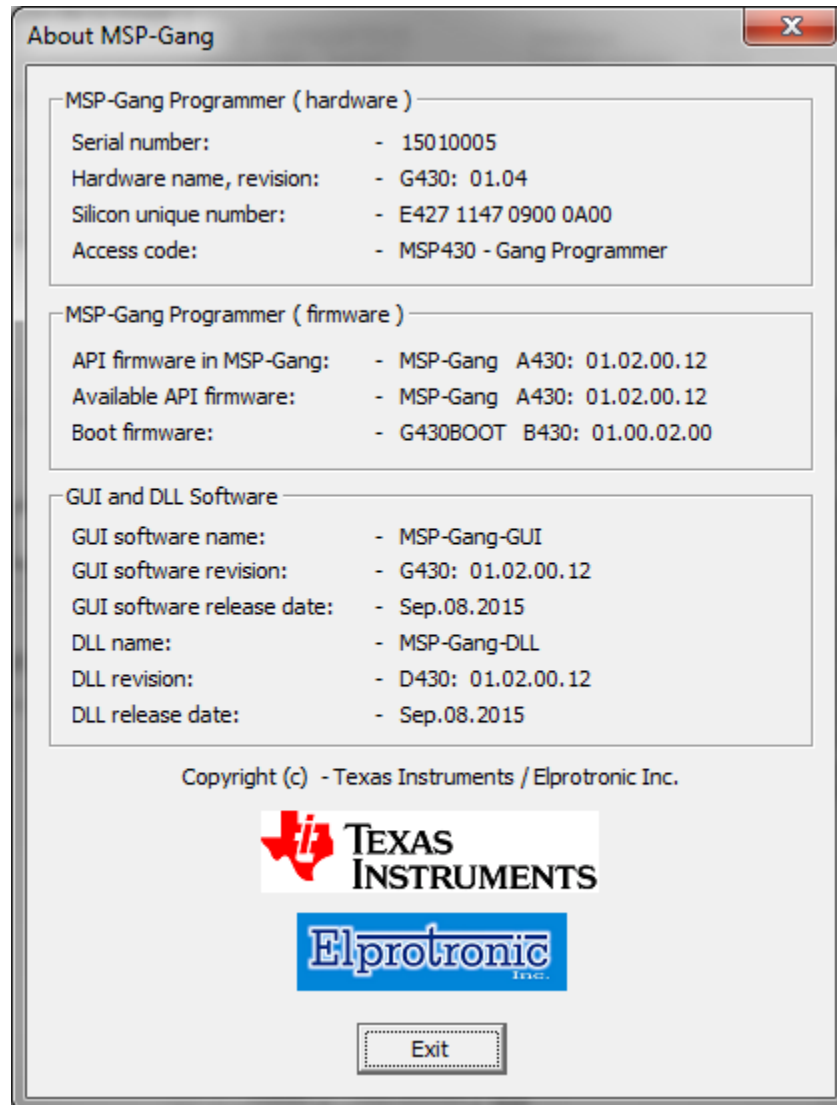 About MSP-Gang
MSP-Gang Programmer ( hardware )
Serial number: - 15010005
Hardware name, revision: - G430: 01.04
Silicon unique number: - E427 1147 0900 0A00
Access code: - MSP430 - Gang Programmer
MSP-Gang Programmer ( firmware )
API firmware in MSP-Gang: - MSP-Gang A430: 01.02.00.12
Available API firmware: - MSP-Gang A430: 01.02.00.12
Boot firmware: - G430BOOT B430: 01.00.02.00
GUI and DLL Software
GUI software name: - MSP-Gang-GUI
GUI software revision: - G430: 01.02.00.12
GUI software release date: - Sep.08.2015
DLL name: - MSP-Gang-DLL
DLL revision: - D430: 01.02.00.12
DLL release date: - Sep.08.2015
Copyright (c) - Texas Instruments / Elprotronic Inc.
TEXAS
INSTRUMENTS
Elprotronic
Inc.
Exit